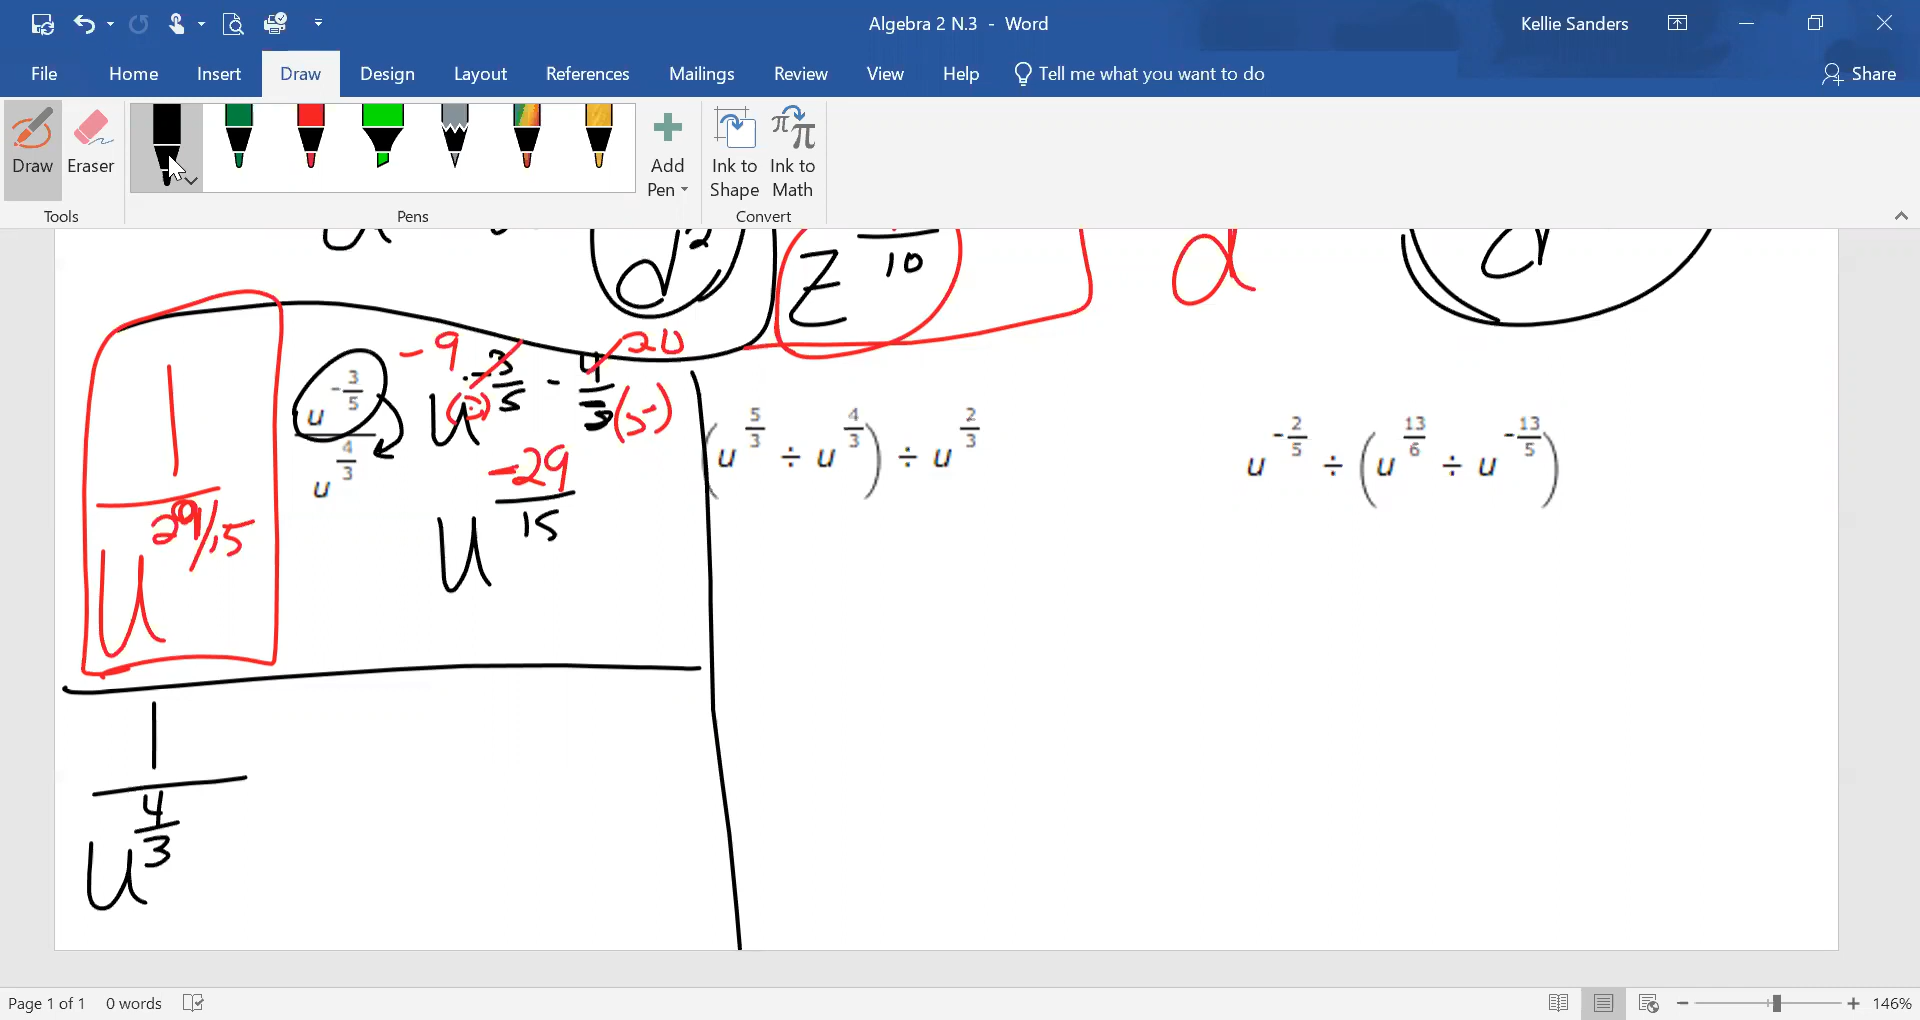 Algebra 2 N.3 - Word
Kellie Sanders
File Home Insert Draw Design Layout References Mailings Review View Help Tell me what you want to do Share
Draw Eraser
Add Pen
Ink to Shape
Ink to Math
Tools Pens Convert
d² z 10 d
1 / u^29/15
u^-3/5 / u^4/3
-9 20
u^-3/5 - 4/3 (5)
u^-29/15
(u^5/3 ÷ u^4/3) ÷ u^2/3
u^-2/5 ÷ (u^13/6 ÷ u^-13/5)
1 / u^4/3
Page 1 of 1 0 words 146%